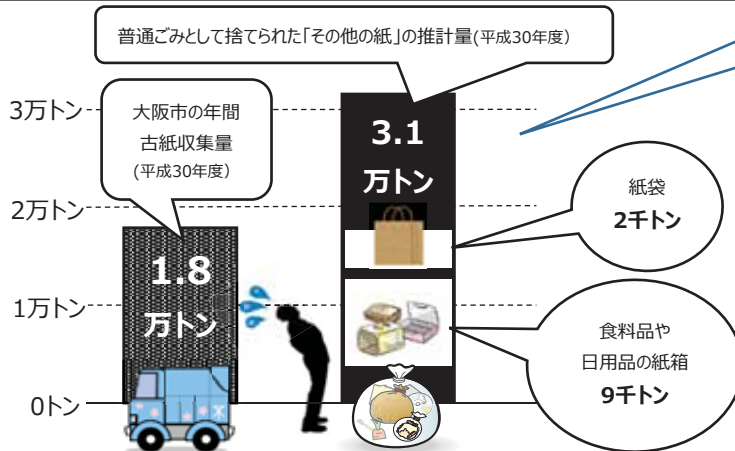 普通ごみとして捨てられた「その他の紙」の推計量(平成30年度)
3万トン
大阪市の年間
古紙収集量
(平成30年度)
3.1
万トン
紙袋
2千トン
2万トン
1.8
万トン
1万トン
食料品や
日用品の紙箱
9千トン
0トン